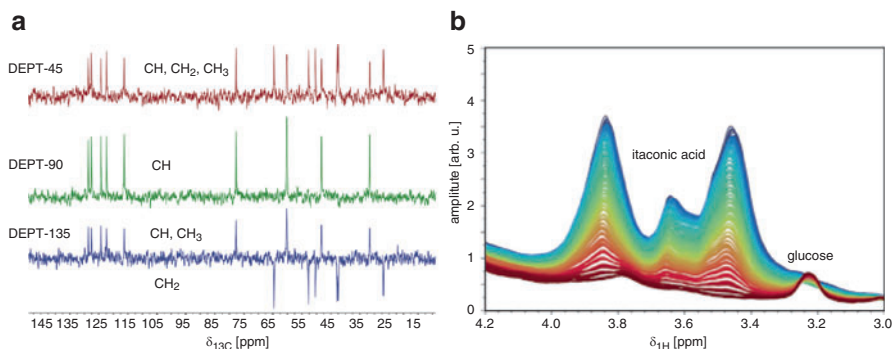 a
DEPT-45
CH, CH2, CH3
DEPT-90
CH
DEPT-135
CH, CH3
CH2
145 135 125 115 105 95 85 75 65 55 45 35 25 15
δ13C [ppm]
b
5
4
3
2
1
0
amplitute [arb. u.]
itaconic acid
glucose
4.2 4.0 3.8 3.6 3.4 3.2 3.0
δ1H [ppm]